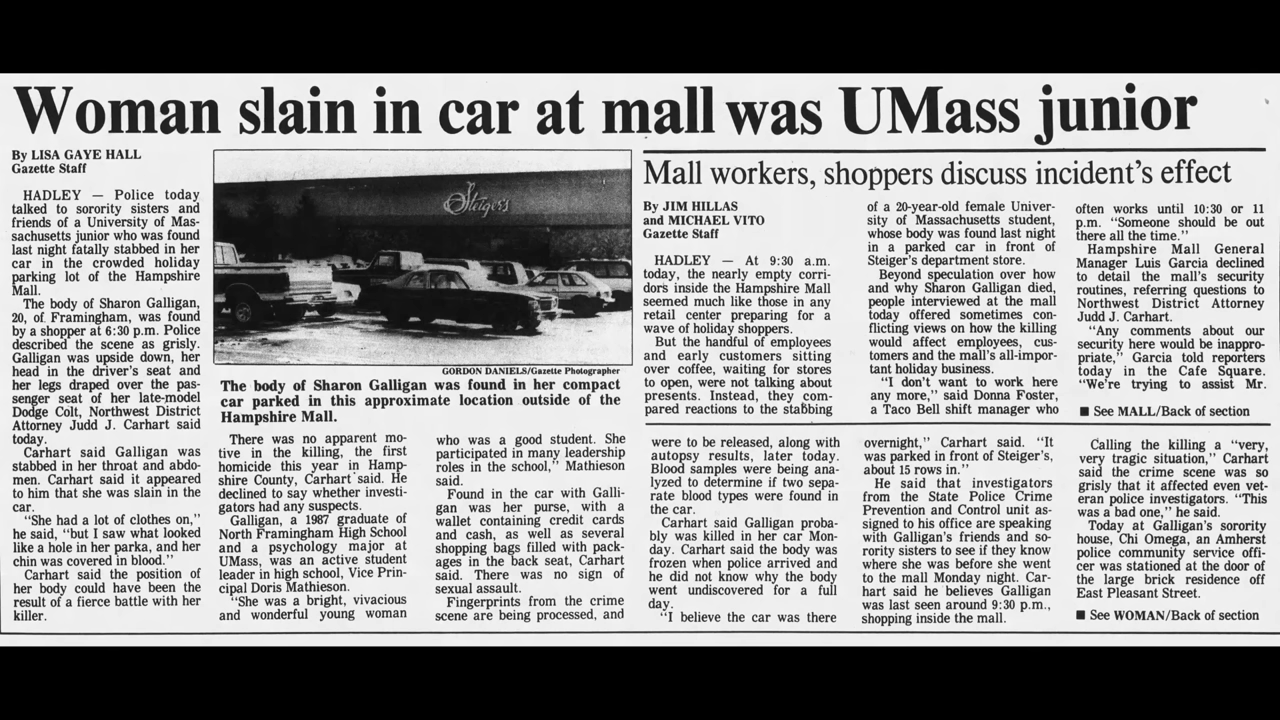 Woman slain in car at mall was UMass junior
By LISA GAYE HALL
Gazette Staff
HADLEY — Police today
talked to sorority sisters and
friends of a University of Mas-
sachusetts junior who was found
last night fatally stabbed in her
car in the crowded holiday
parking lot of the Hampshire
Mall.
The body of Sharon Galligan,
20, of Framingham, was found
by a shopper at 6:30 p.m. Police
described the scene as grisly.
Galligan was upside down, her
head in the driver's seat and
her legs draped over the pas-
senger seat of her late-model
Dodge Colt, Northwest District
Attorney Judd J. Carhart said
today.
Carhart said Galligan was
stabbed in her throat and abdo-
men. Carhart said it appeared
to him that she was slain in the
car.
"She had a lot of clothes on,"
he said, "but I saw what looked
like a hole in her parka, and her
chin was covered in blood."
Carhart said the position of
her body could have been the
result of a fierce battle with her
killer.
Steiger's
GORDON DANIELS/Gazette Photographer
The body of Sharon Galligan was found in her compact
car parked in this approximate location outside of the
Hampshire Mall.
There was no apparent mo-
tive in the killing, the first
homicide this year in Hamp-
shire County, Carhart said. He
declined to say whether investi-
gators had any suspects.
Galligan, a 1987 graduate of
North Framingham High School
and a psychology major at
UMass, was an active student
leader in high school, Vice Prin-
cipal Doris Mathieson.
"She was a bright, vivacious
and wonderful young woman
who was a good student. She
participated in many leadership
roles in the school," Mathieson
said.
Found in the car with Galli-
gan was her purse, with a
wallet containing credit cards
and cash, as well as several
shopping bags filled with pack-
ages in the back seat, Carhart
said. There was no sign of
sexual assault.
Fingerprints from the crime
scene are being processed, and
were to be released, along with
autopsy results, later today.
Blood samples were being ana-
lyzed to determine if two sepa-
rate blood types were found in
the car.
Carhart said Galligan proba-
bly was killed in her car Mon-
day. Carhart said the body was
frozen when police arrived and
he did not know why the body
went undiscovered for a full
day.
"I believe the car was there
overnight," Carhart said. "It
was parked in front of Steiger's,
about 15 rows in."
He said that investigators
from the State Police Crime
Prevention and Control unit as-
signed to his office are speaking
with Galligan's friends and so-
rority sisters to see if they know
where she was before she went
to the mall Monday night. Car-
hart said he believes Galligan
was last seen around 9:30 p.m.,
shopping inside the mall.
Calling the killing a "very,
very tragic situation," Carhart
said the crime scene was so
grisly that it affected even vet-
eran police investigators. "This
was a bad one," he said.
Today at Galligan's sorority
house, Chi Omega, an Amherst
police community service offi-
cer was stationed at the door of
the large brick residence off
East Pleasant Street.
■ See WOMAN/Back of section
Mall workers, shoppers discuss incident's effect
By JIM HILLAS
and MICHAEL VITO
Gazette Staff
HADLEY — At 9:30 a.m.
today, the nearly empty corri-
dors inside the Hampshire Mall
seemed much like those in any
retail center preparing for a
wave of holiday shoppers.
But the handful of employees
and early customers sitting
over coffee, waiting for stores
to open, were not talking about
presents. Instead, they com-
pared reactions to the stabbing
of a 20-year-old female Univer-
sity of Massachusetts student,
whose body was found last night
in a parked car in front of
Steiger's department store.
Beyond speculation over how
and why Sharon Galligan died,
people interviewed at the mall
today offered sometimes con-
flicting views on how the killing
would affect employees, cus-
tomers and the mall's all-impor-
tant holiday business.
"I don't want to work here
any more," said Donna Foster,
a Taco Bell shift manager who
often works until 10:30 or 11
p.m. "Someone should be out
there all the time."
Hampshire Mall General
Manager Luis Garcia declined
to detail the mall's security
routines, referring questions to
Northwest District Attorney
Judd J. Carhart.
"Any comments about our
security here would be inappro-
priate," Garcia told reporters
today in the Cafe Square.
"We're trying to assist Mr.
■ See MALL/Back of section